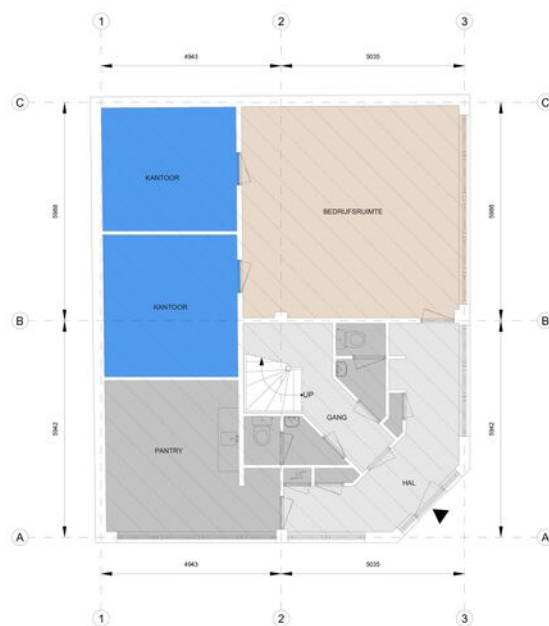 1 2 3
4943 5035
C C
KANTOOR
5988 BEDRIJFSRUIMTE 5988
KANTOOR
B B
UP
GANG
5942 5942
PANTRY
HAL
A A
4943 5035
1 2 3